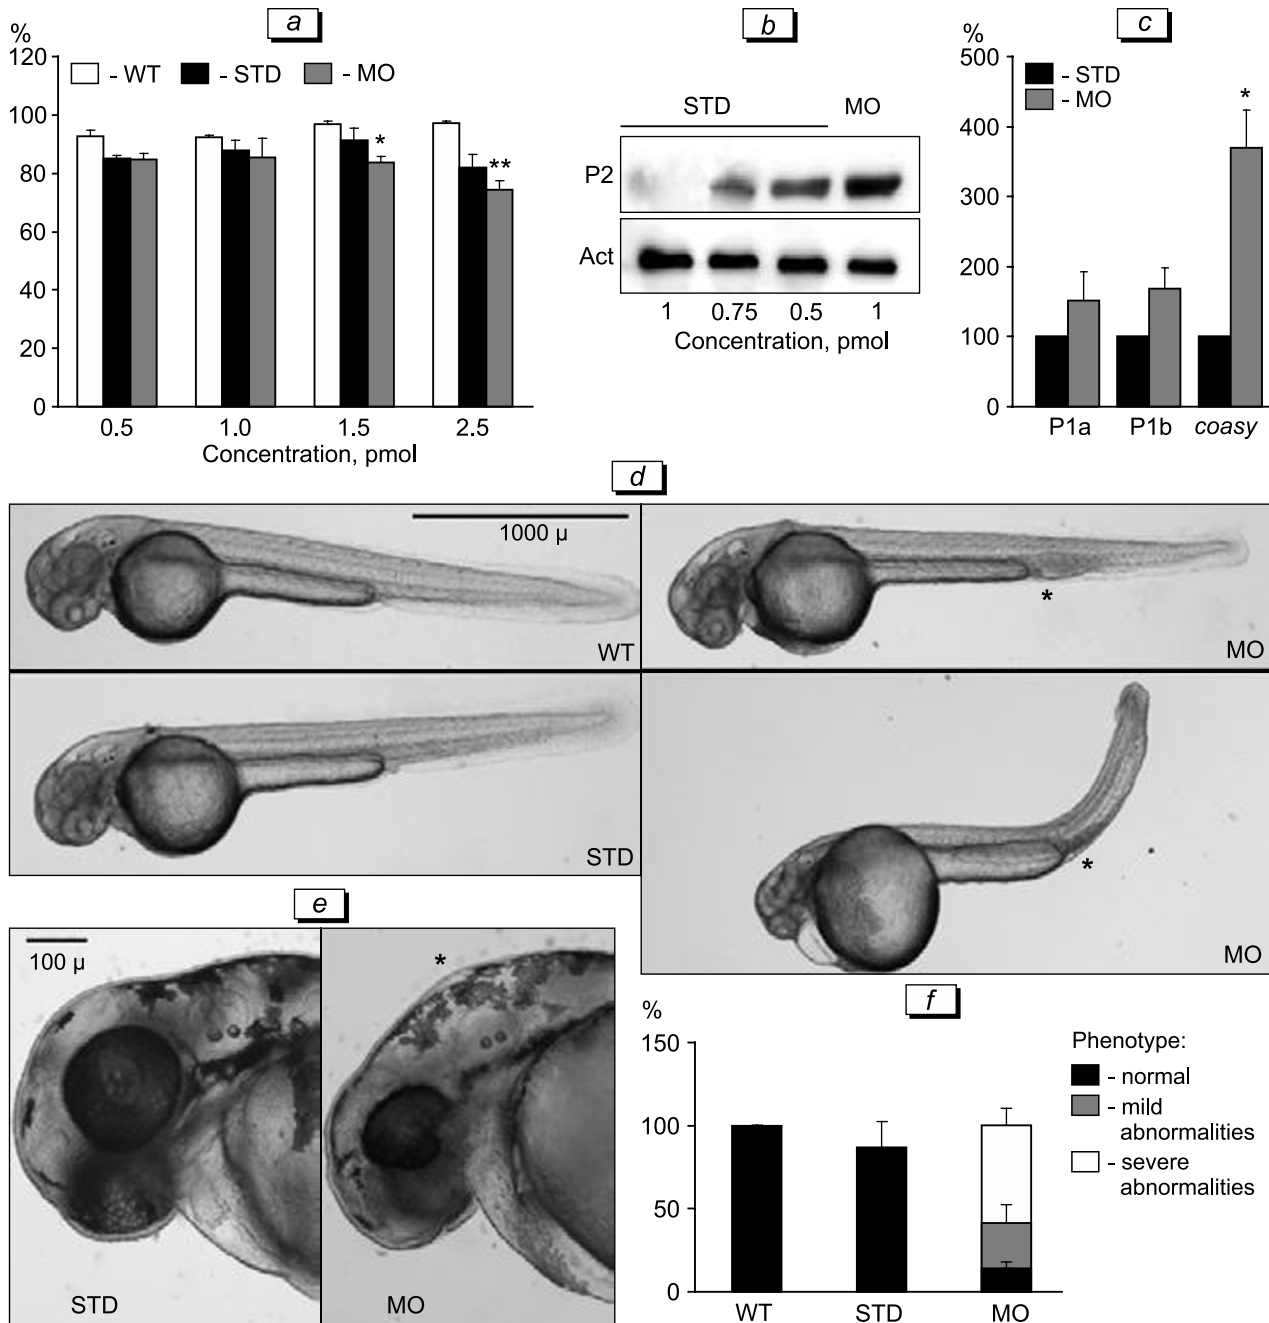 a
%
120
100
80
60
40
20
0
- WT - STD - MO
*
**
0.5 1.0 1.5 2.5
Concentration, pmol
b
STD MO
P2
Act
1 0.75 0.5 1
Concentration, pmol
c
%
500
400
300
200
100
0
- STD
- MO
*
P1a P1b coasy
d
1000 µ
WT
*
MO
STD
*
MO
e
100 µ
STD
*
MO
f
%
150
100
50
0
WT STD MO
Phenotype:
- normal
- mild
abnormalities
- severe
abnormalities